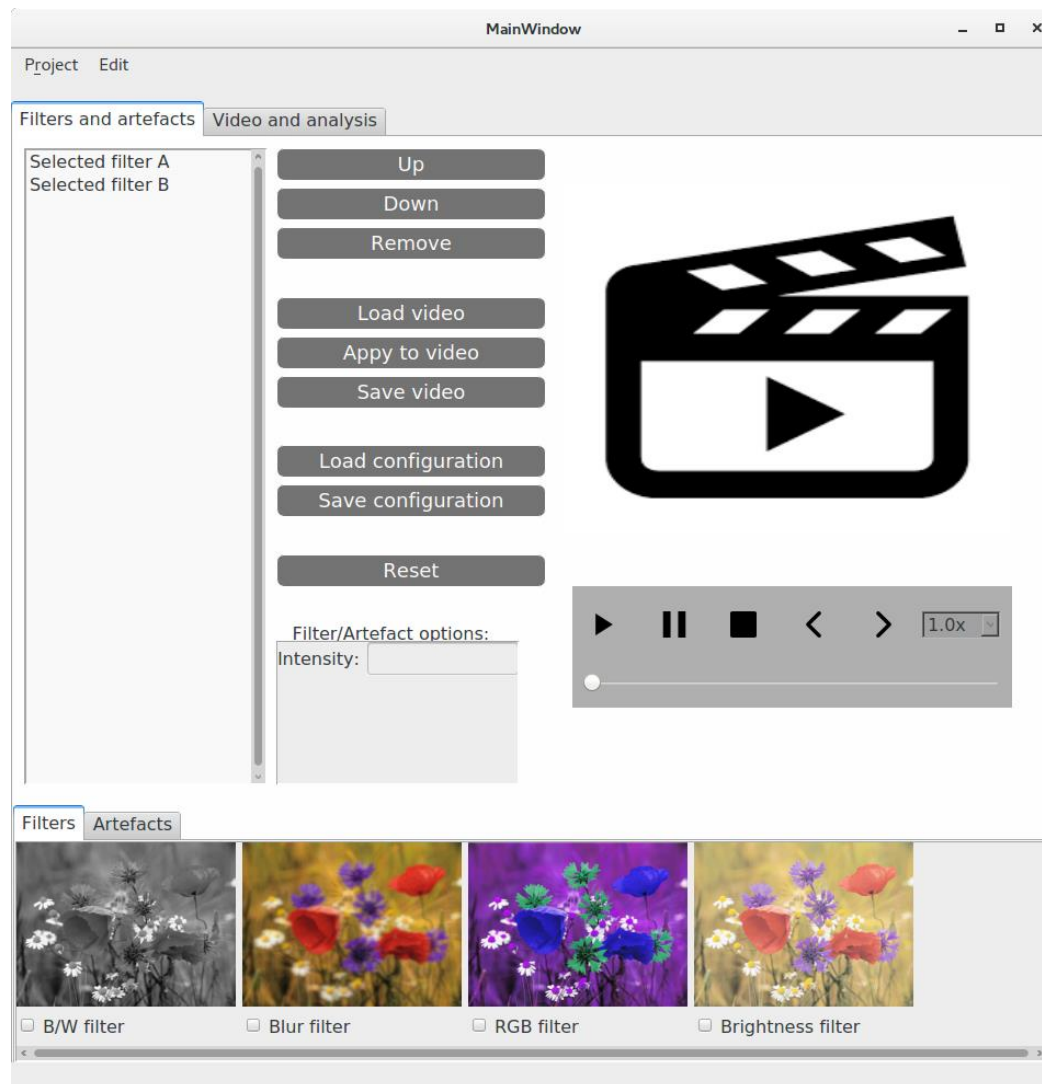 MainWindow
Project Edit
Filters and artefacts Video and analysis
Selected filter A
Selected filter B
Up
Down
Remove
Load video
Appy to video
Save video
Load configuration
Save configuration
Reset
Filter/Artefact options:
Intensity:
1.0x
Filters Artefacts
B/W filter Blur filter RGB filter Brightness filter